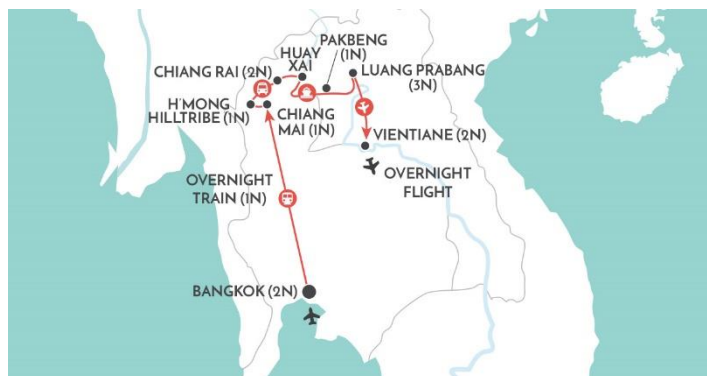 HUAY
XAI
PAKBENG
(1N)
CHIANG RAI (2N)
LUANG PRABANG
(3N)
H'MONG
HILLTRIBE (1N)
CHIANG
MAI (1N)
VIENTIANE (2N)
OVERNIGHT
FLIGHT
OVERNIGHT
TRAIN (1N)
BANGKOK (2N)